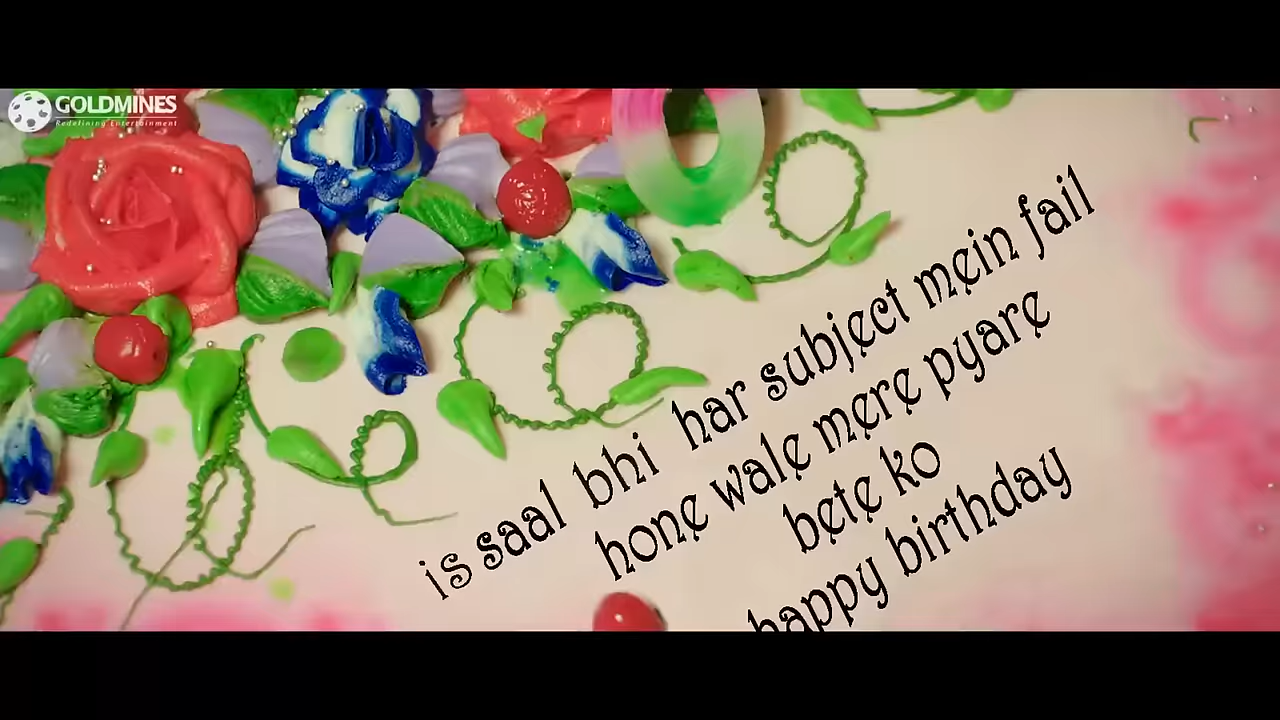 GOLDMINES
Redefining Entertainment
is saal bhi har subject mein fail
hone wale mere pyare
bete ko
happy birthday